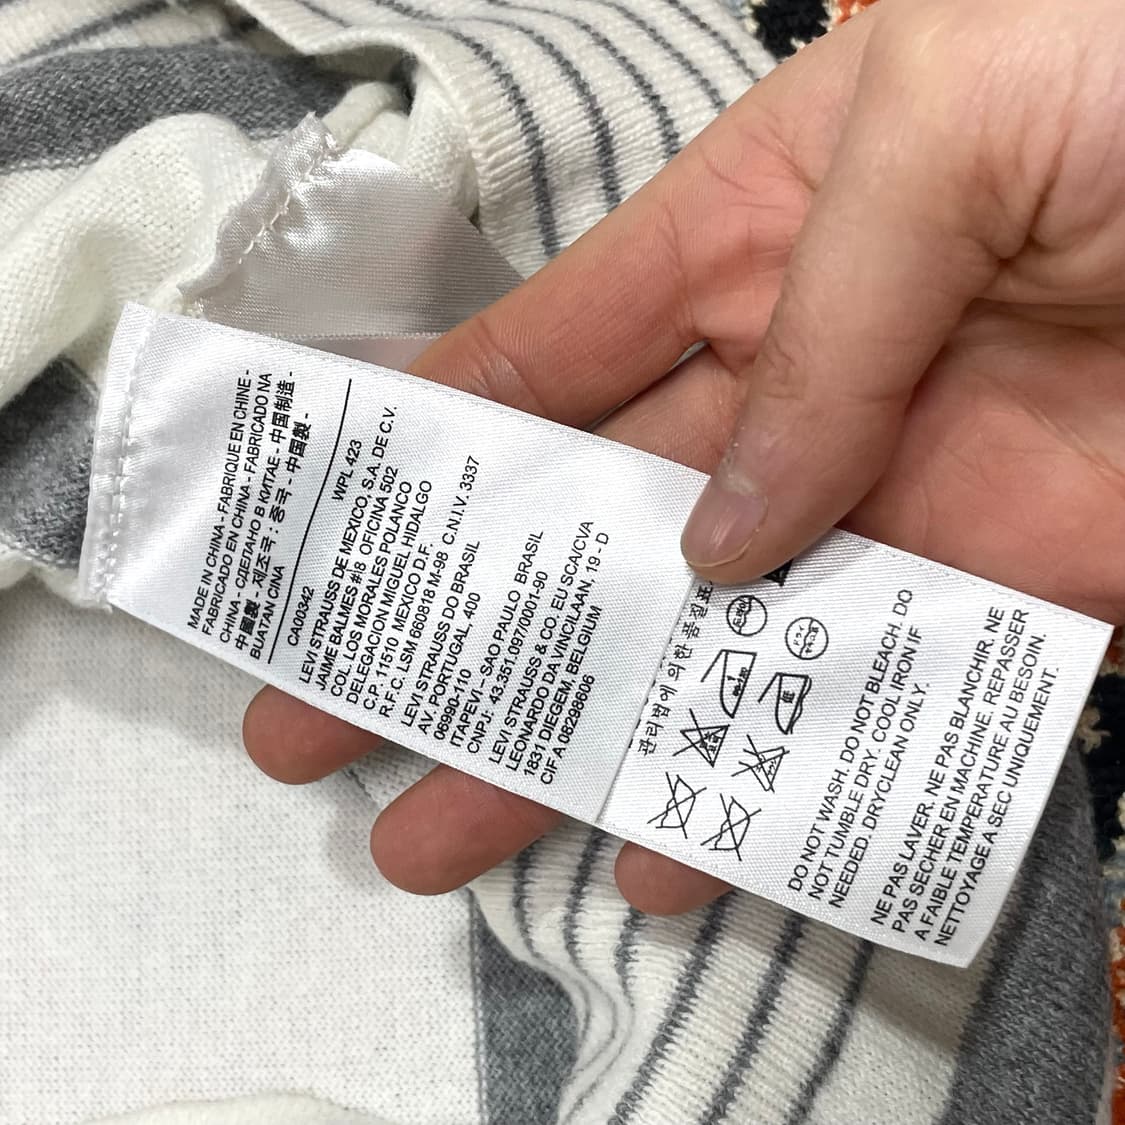 MADE IN CHINA - FABRIQUE EN CHINE -
FABRICADO EN CHINA - FABRICADO NA
CHINA - СДЕЛАНО В КИТАЕ - 中国制造 -
中國製 - 제조국 : 중국 - 中国製 -
BUATAN CINA
CA00342 WPL 423
LEVI STRAUSS DE MEXICO, S.A. DE C.V.
JAIME BALMES #8 OFICINA 502
COL. LOS MORALES POLANCO
DELEGACION MIGUEL HIDALGO
C.P. 11510 MEXICO D.F.
R.F.C. LSM 660818 M-98 C.N.I.V. 3337
LEVI STRAUSS DO BRASIL
AV. PORTUGAL, 400
06990-110
ITAPEVI - SAO PAULO BRASIL
CNPJ: 43.351.097/0001-90
LEVI STRAUSS & CO. EU SCA/CVA
LEONARDO DA VINCILAAN, 19 - D
1831 DIEGEM, BELGIUM
CIF A 08298606
관리법에 의한 품질표
ドライ
DO NOT WASH. DO NOT BLEACH. DO
NOT TUMBLE DRY. COOL IRON IF
NEEDED. DRYCLEAN ONLY.
NE PAS LAVER. NE PAS BLANCHIR. NE
PAS SECHER EN MACHINE. REPASSER
A FAIBLE TEMPERATURE AU BESOIN.
NETTOYAGE A SEC UNIQUEMENT.